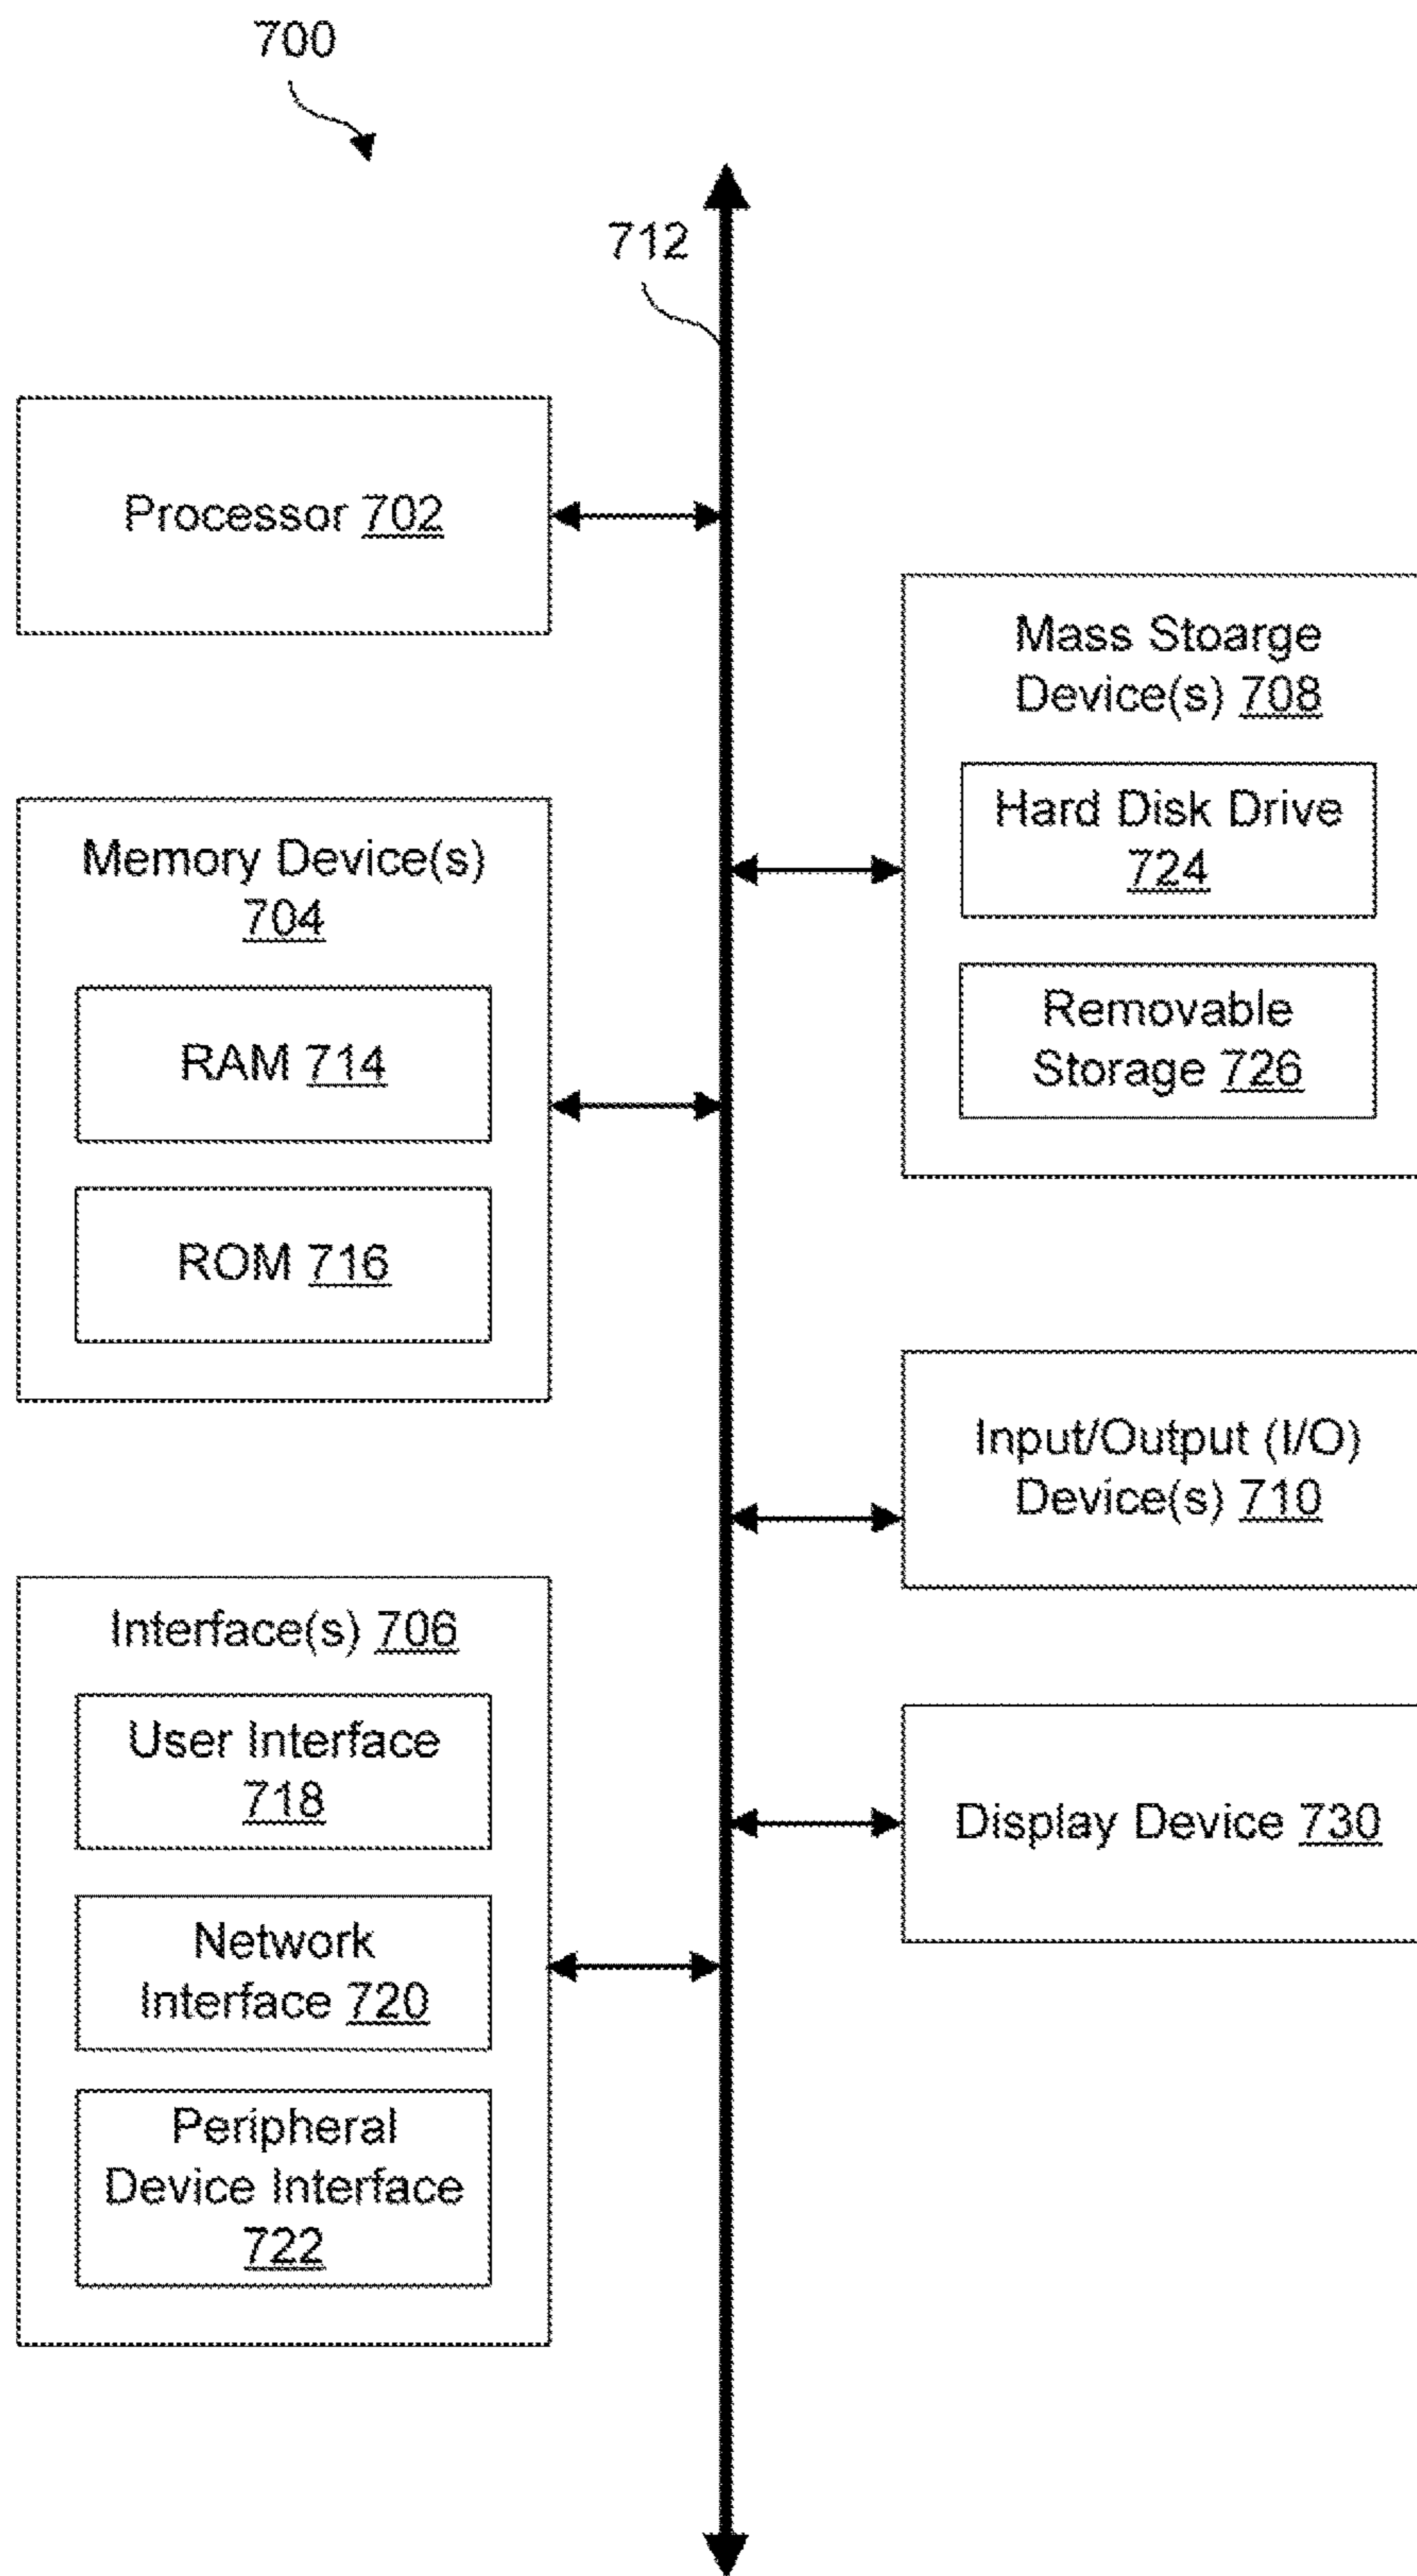 700
712
Processor 702
Memory Device(s)
704
RAM 714
ROM 716
Interface(s) 706
User Interface
718
Network
Interface 720
Peripheral
Device Interface
722
Mass Stoarge
Device(s) 708
Hard Disk Drive
724
Removable
Storage 726
Input/Output (I/O)
Device(s) 710
Display Device 730